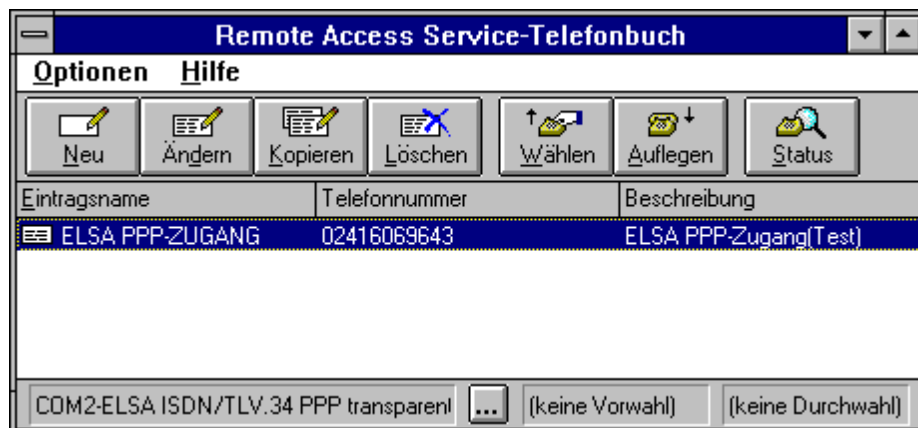 Remote Access Service-Telefonbuch
Optionen Hilfe
Neu Ändern Kopieren Löschen Wählen Auflegen Status
Eintragsname Telefonnummer Beschreibung
ELSA PPP-ZUGANG 02416069643 ELSA PPP-Zugang(Test)
COM2-ELSA ISDN/TLV.34 PPP transparent ... (keine Vorwahl) (keine Durchwahl)